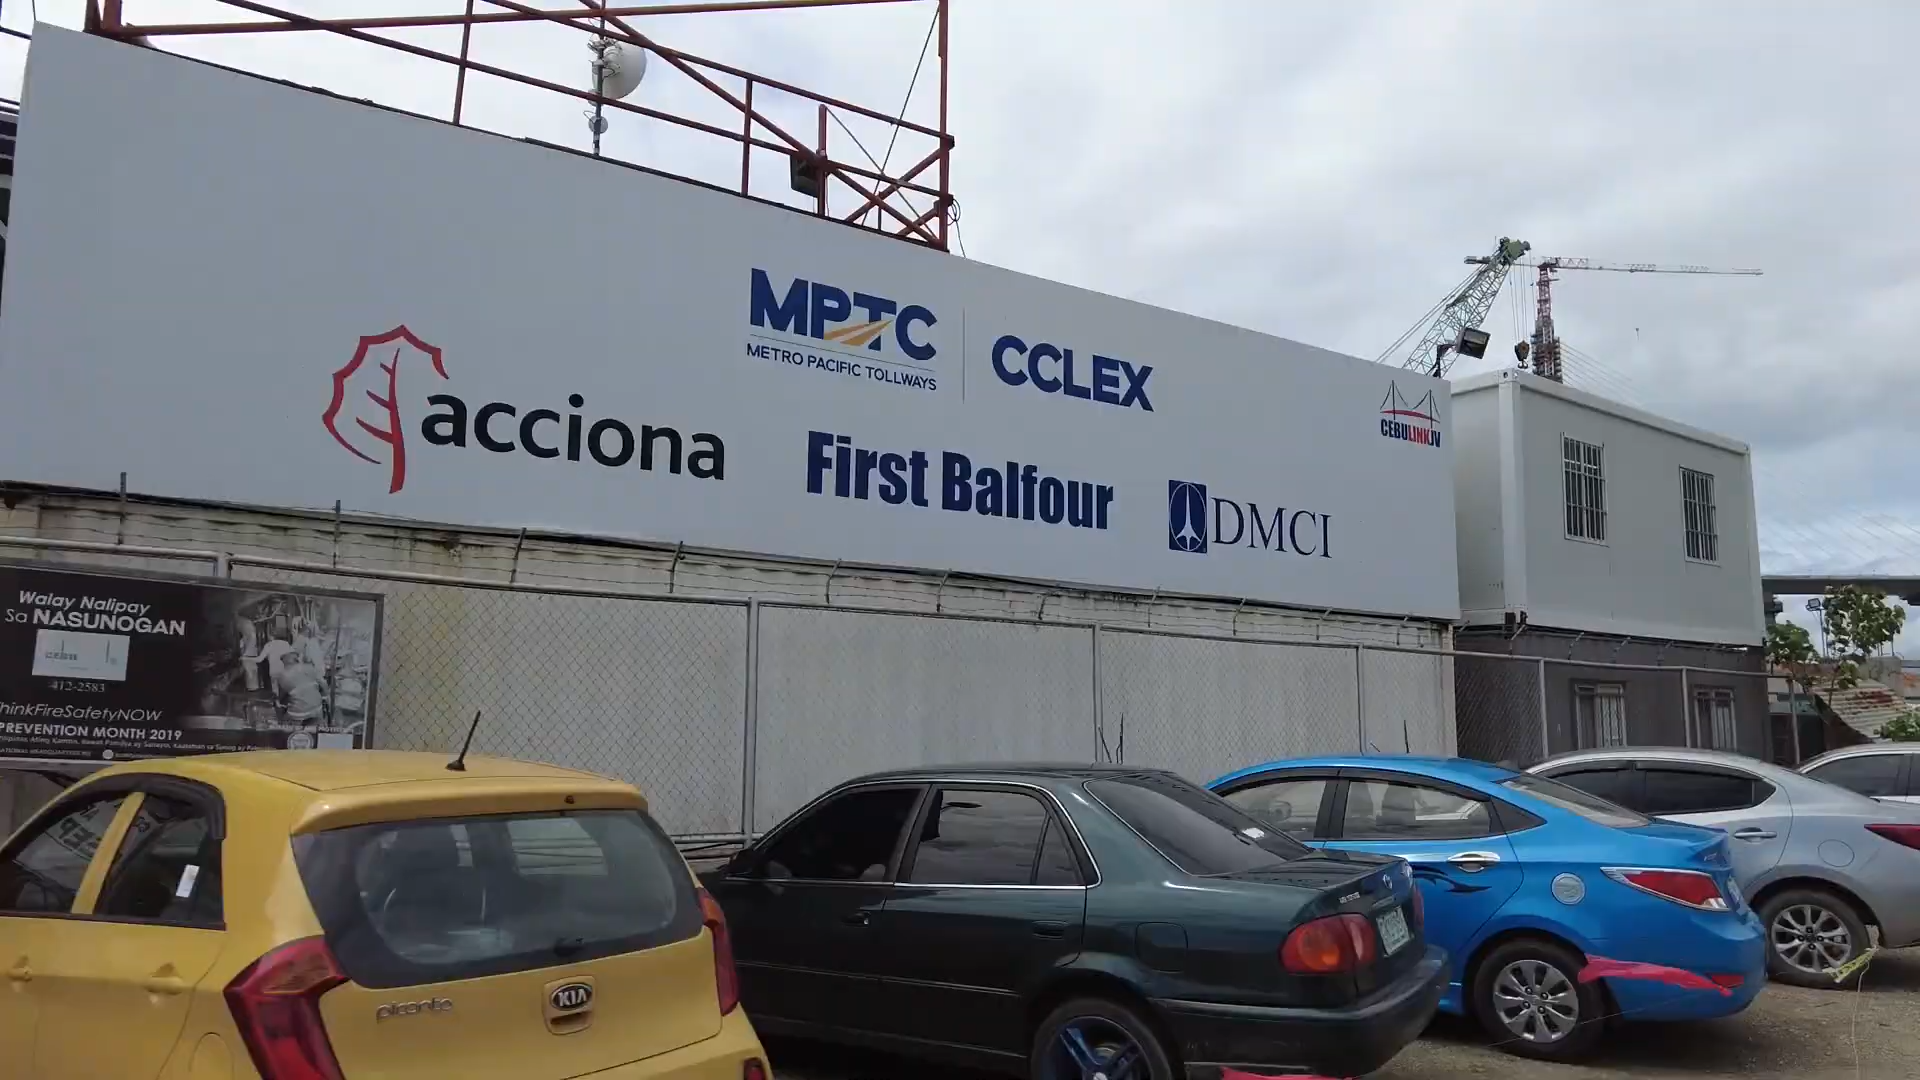 MPTC
METRO PACIFIC TOLLWAYS
CCLEX
acciona
First Balfour
DMCI
CEBULINKJV
Walay Nalipay
Sa NASUNOGAN
412-2583
hinkFireSafetyNOW
PREVENTION MONTH 2019
picanto
KIA